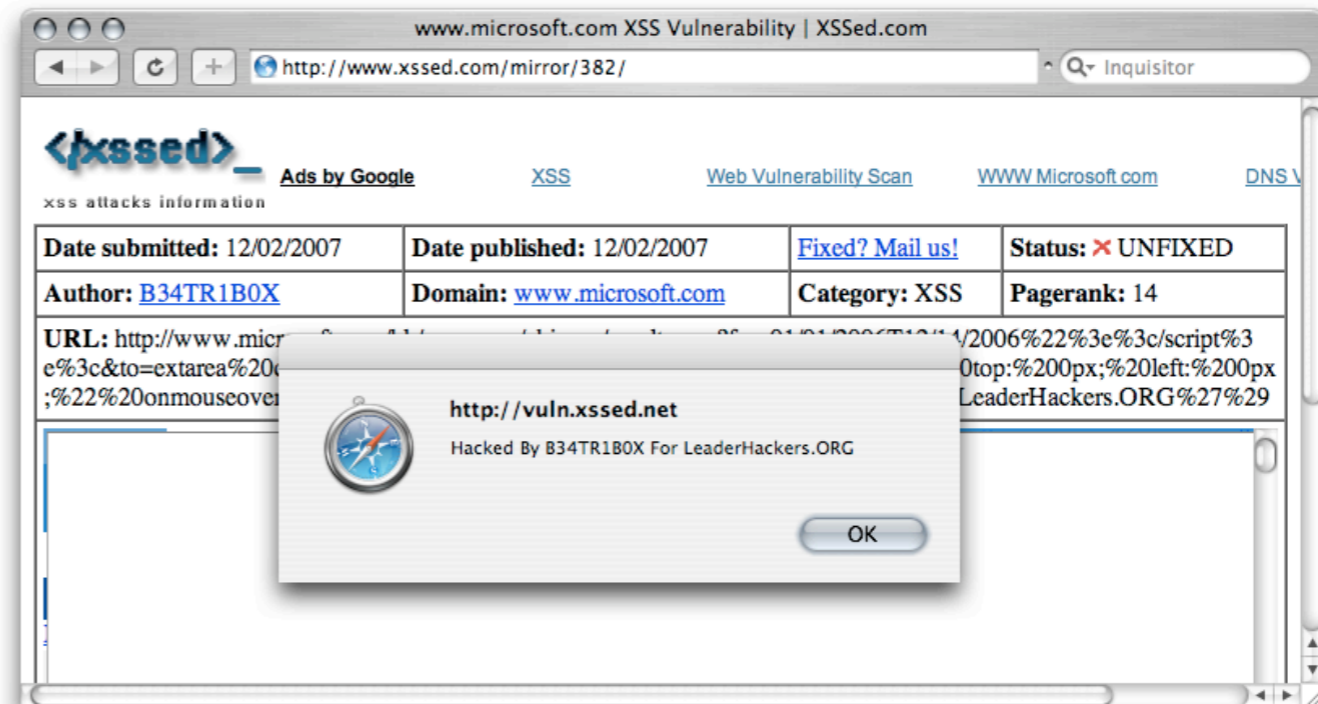 www.microsoft.com XSS Vulnerability | XSSed.com
http://www.xssed.com/mirror/382/
Inquisitor
</xssed>_
xss attacks information
Ads by Google XSS Web Vulnerability Scan WWW Microsoft com DNS
Date submitted: 12/02/2007 Date published: 12/02/2007 Fixed? Mail us! Status: ✕ UNFIXED
Author: B34TR1B0X Domain: www.microsoft.com Category: XSS Pagerank: 14
URL: http://www.micr 2006%22%3e%3c/script%3
e%3c&to=extarea%20 top:%200px;%20left:%200px
;%22%20onmouseover LeaderHackers.ORG%27%29
http://vuln.xssed.net
Hacked By B34TR1B0X For LeaderHackers.ORG
OK